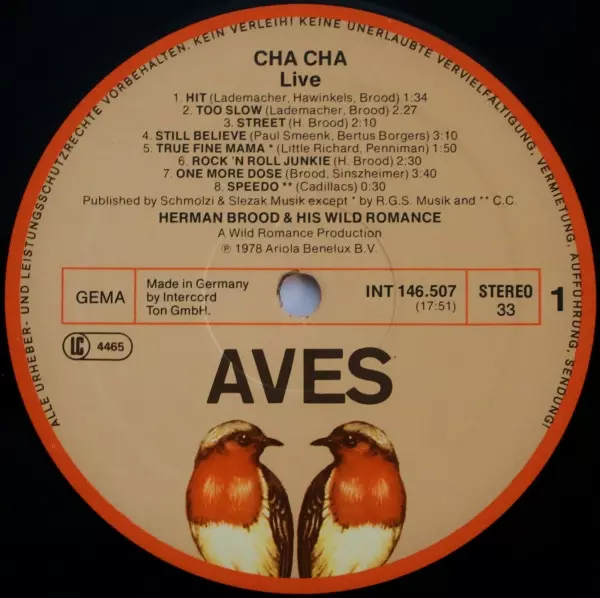 ALLE URHEBER- UND LEISTUNGSSCHUTZRECHTE VORBEHALTEN. KEIN VERLEIH! KEINE UNERLAUBTE VERVIELFÄLTIGUNG, VERMIETUNG, AUFFÜHRUNG, SENDUNG!
CHA CHA
Live
1. HIT (Lademacher, Hawinkels, Brood) 1:34
2. TOO SLOW (Lademacher, Brood) 2.27
3. STREET (H. Brood) 2:10
4. STILL BELIEVE (Paul Smeenk, Bertus Borgers) 3:10
5. TRUE FINE MAMA * (Little Richard, Penniman) 1:50
6. ROCK 'N ROLL JUNKIE (H. Brood) 2:30
7. ONE MORE DOSE (Brood, Sinszheimer) 3:40
8. SPEEDO ** (Cadillacs) 0:30
Published by Schmolzi & Slezak Musik except * by R.G.S. Musik and ** C.C.
HERMAN BROOD & HIS WILD ROMANCE
A Wild Romance Production
℗ 1978 Ariola Benelux B.V.
GEMA
Made in Germany
by Intercord
Ton GmbH.
INT 146.507
(17:51)
STEREO
33
1
LC 4465
AVES